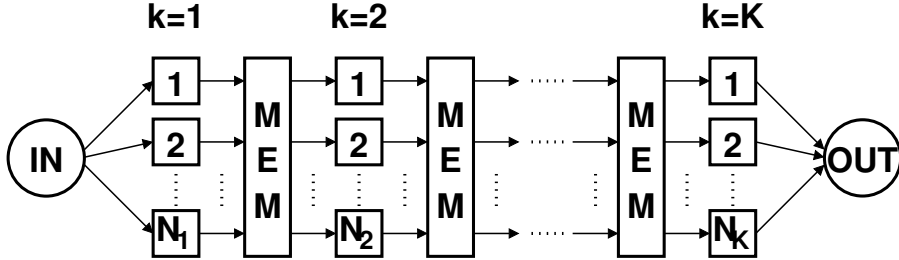 k=1 k=2 k=K
1 1 1
M M M
IN 2 E 2 E E 2 OUT
M M M
N1 N2 NK